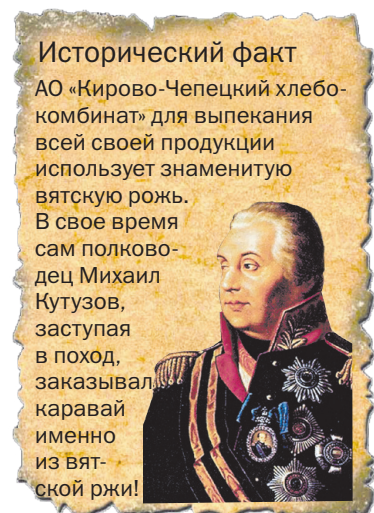 Исторический факт
АО «Кирово-Чепецкий хлебо-
комбинат» для выпекания
всей своей продукции
использует знаменитую
вятскую рожь.
В свое время
сам полково-
дец Михаил
Кутузов,
заступая
в поход,
заказывал
каравай
именно
из вят-
ской ржи!